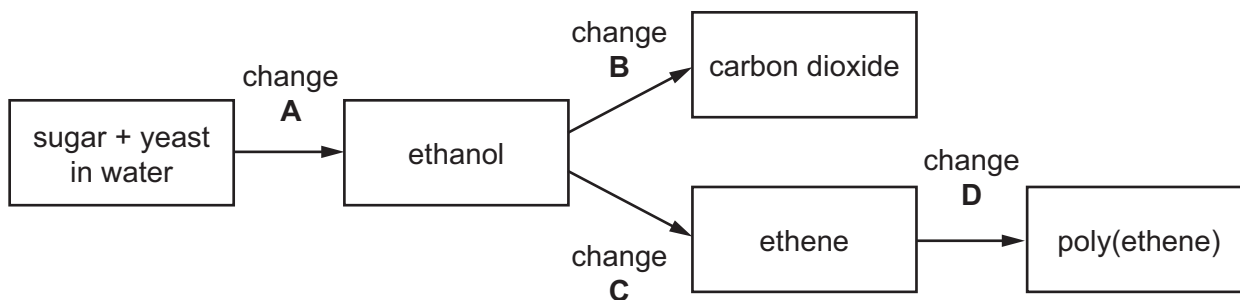 sugar + yeast
in water
change
A
ethanol
change
B
carbon dioxide
change
C
ethene
change
D
poly(ethene)